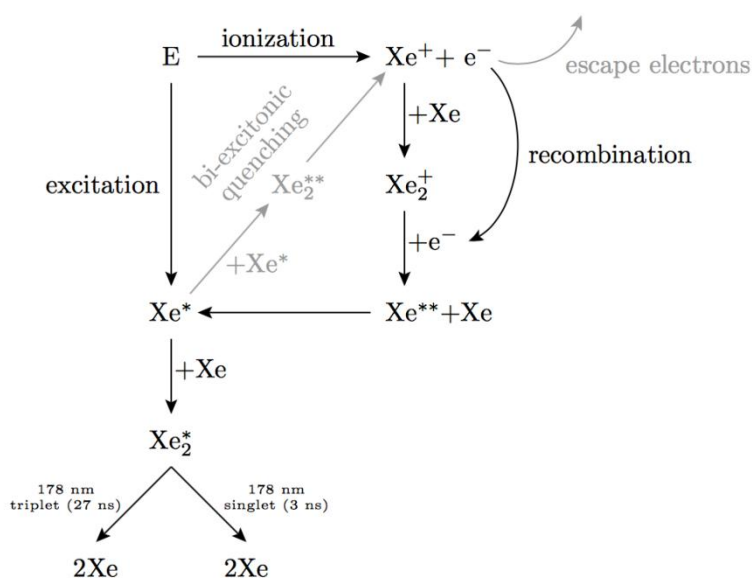 ionization
E
Xe⁺ + e⁻
escape electrons
+Xe
bi-excitonic
quenching
excitation
recombination
Xe₂**
Xe₂⁺
+e⁻
+Xe*
Xe*
Xe**+Xe
+Xe
Xe₂*
178 nm
triplet (27 ns)
178 nm
singlet (3 ns)
2Xe
2Xe